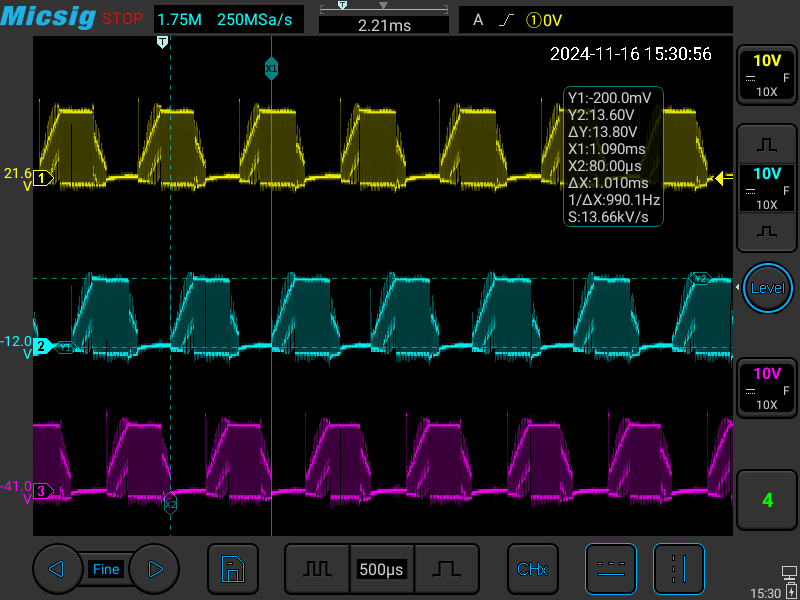 Micsig STOP 1.75M 250MSa/s T 2.21ms A 1 0V
2024-11-16 15:30:56
T
X1
Y1:-200.0mV
Y2:13.60V
ΔY:13.80V
X1:1.090ms
X2:80.00μs
ΔX:1.010ms
1/ΔX:990.1Hz
S:13.66kV/s
10V
F
10X
21.6
V
1
10V
F
10X
Y2
Level
-12.0
V
2
Y1
10V
F
10X
-41.0
V
3
X2
4
Fine
500μs
CHx
15:30